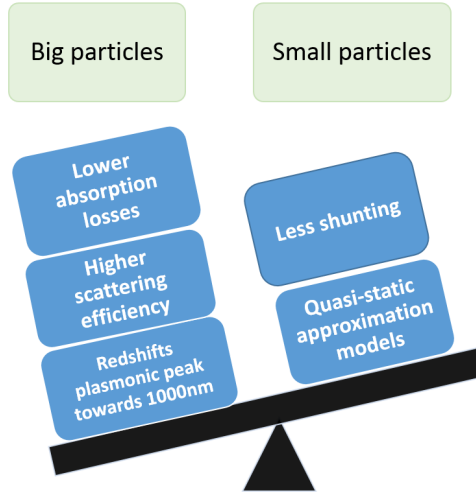 Big particles
Small particles
Lower
absorption
losses
Higher
scattering
efficiency
Redshifts
plasmonic peak
towards 1000nm
Less shunting
Quasi-static
approximation
models